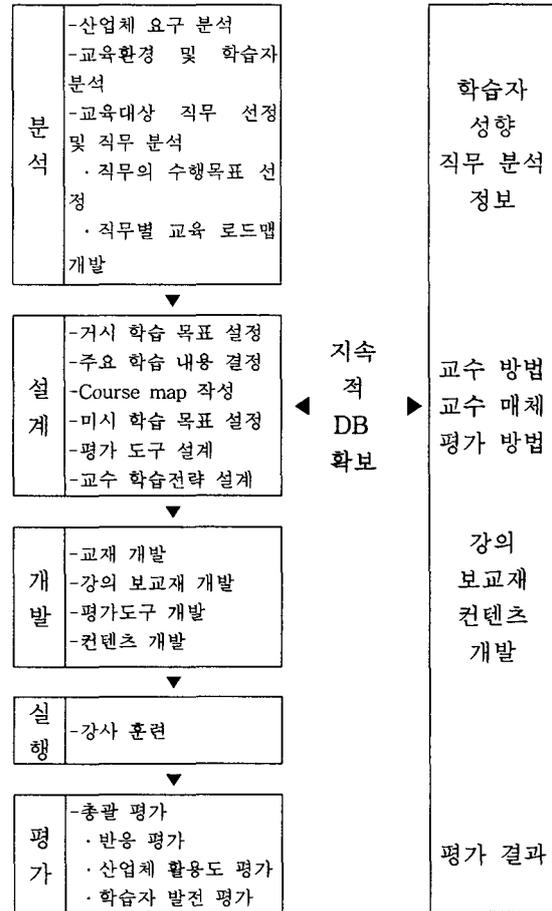 분
석
-산업체 요구 분석
-교육환경 및 학습자
분석
-교육대상 직무 선정
및 직무 분석
· 직무의 수행목표 선
정
· 직무별 교육 로드맵
개발
▼
설
계
-거시 학습 목표 설정
-주요 학습 내용 결정
-Course map 작성
-미시 학습 목표 설정
-평가 도구 설계
-교수 학습전략 설계
▼
개
발
-교재 개발
-강의 보교재 개발
-평가도구 개발
-컨텐츠 개발
▼
실
행
-강사 훈련
▼
평
가
-총괄 평가
· 반응 평가
· 산업체 활용도 평가
· 학습자 발전 평가
◀
지속
적
DB
확보
▶
학습자
성향
직무 분석
정보
교수 방법
교수 매체
평가 방법
강의
보교재
컨텐츠
개발
평가 결과